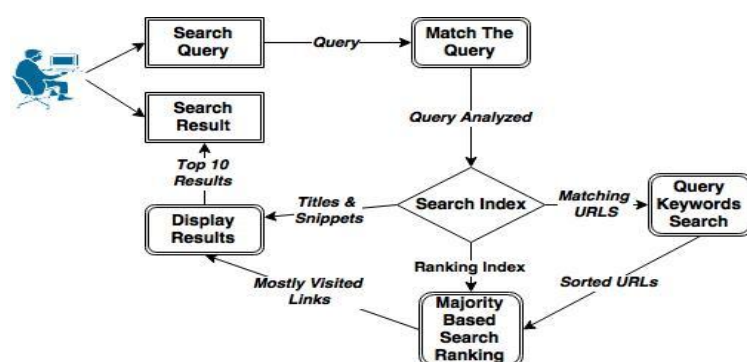 Search
Query
Query
Match The
Query
Search
Result
Query Analyzed
Top 10
Results
Titles &
Snippets
Search Index
Matching
URLS
Query
Keywords
Search
Display
Results
Ranking Index
Mostly Visited
Links
Sorted URLs
Majority
Based
Search
Ranking